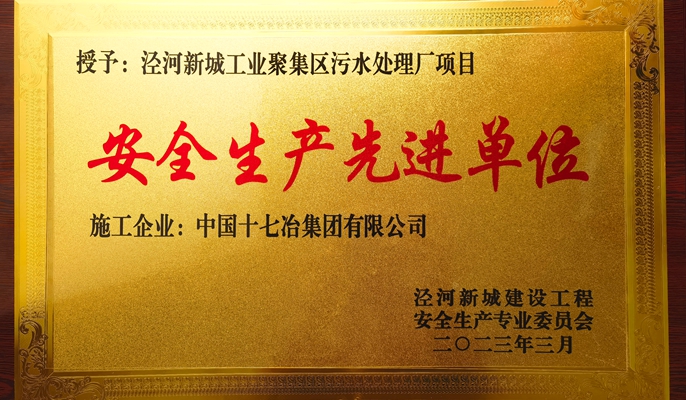 授予：泾河新城工业聚集区污水处理厂项目
安全生产先进单位
施工企业：中国十七冶集团有限公司
泾河新城建设工程
安全生产专业委员会
二〇二三年三月